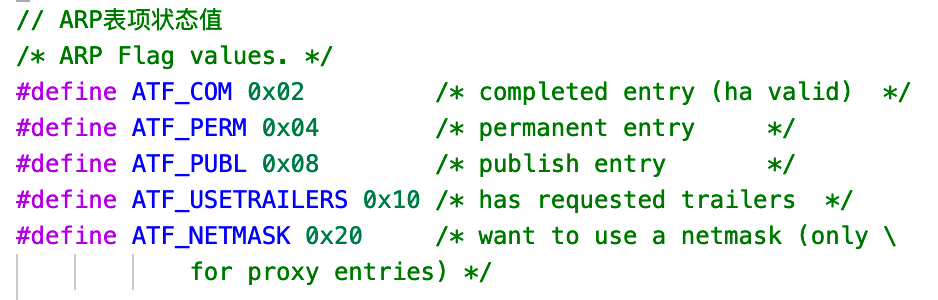 // ARP表项状态值
/* ARP Flag values. */
#define ATF_COM 0x02 /* completed entry (ha valid) */
#define ATF_PERM 0x04 /* permanent entry */
#define ATF_PUBL 0x08 /* publish entry */
#define ATF_USETRAILERS 0x10 /* has requested trailers */
#define ATF_NETMASK 0x20 /* want to use a netmask (only \
for proxy entries) */